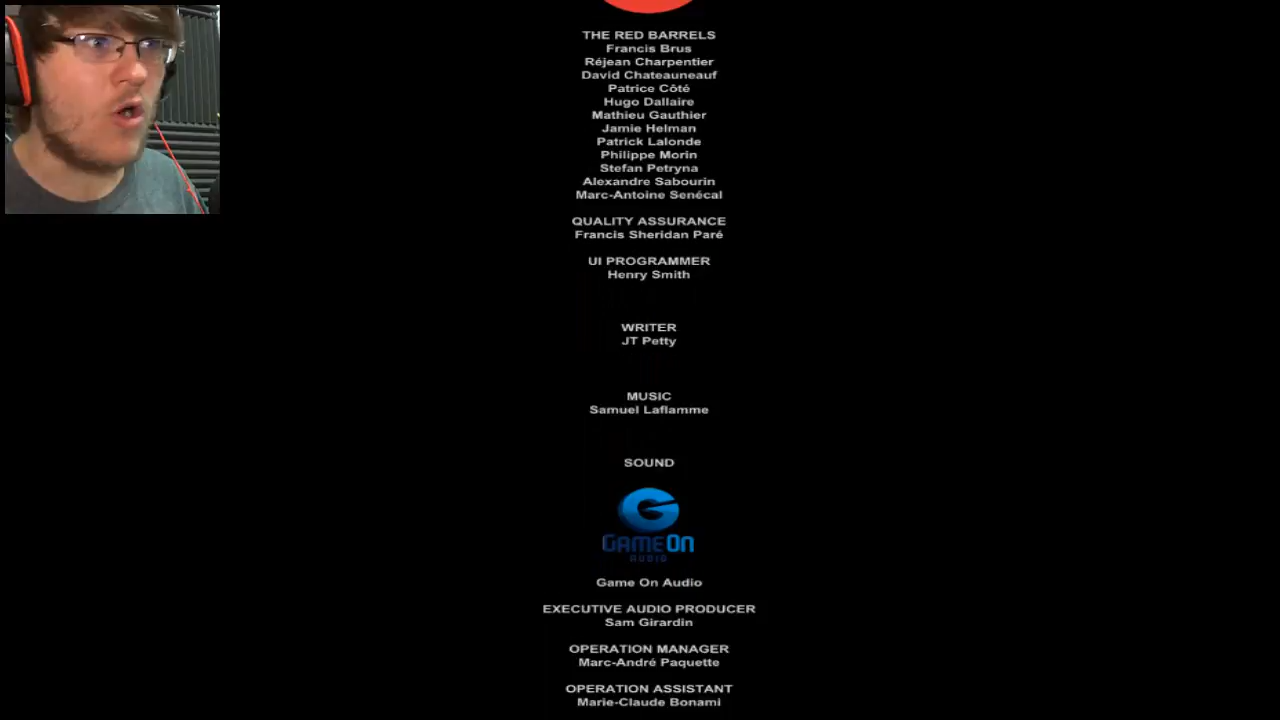 THE RED BARRELS
Francis Brus
Réjean Charpentier
David Chateauneuf
Patrice Côté
Hugo Dallaire
Mathieu Gauthier
Jamie Helman
Patrick Lalonde
Philippe Morin
Stefan Petryna
Alexandre Sabourin
Marc-Antoine Senécal
QUALITY ASSURANCE
Francis Sheridan Paré
UI PROGRAMMER
Henry Smith
WRITER
JT Petty
MUSIC
Samuel Laflamme
SOUND
GAMEON
AUDIO
Game On Audio
EXECUTIVE AUDIO PRODUCER
Sam Girardin
OPERATION MANAGER
Marc-André Paquette
OPERATION ASSISTANT
Marie-Claude Bonami